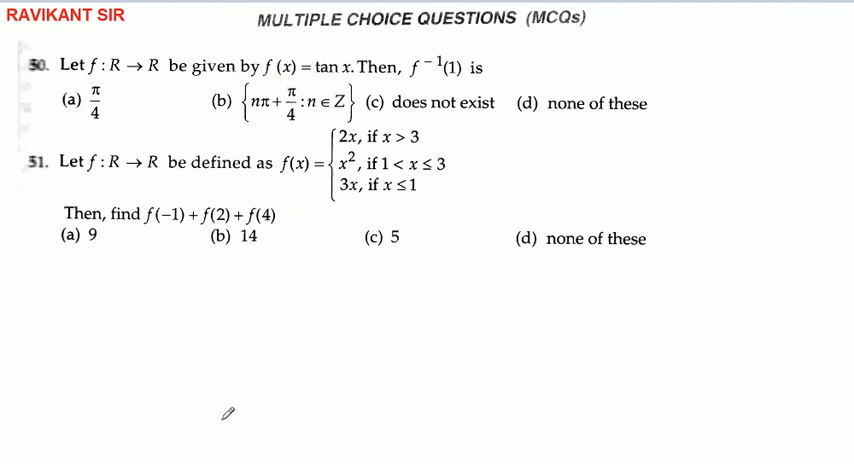 RAVIKANT SIR
MULTIPLE CHOICE QUESTIONS (MCQs)
50. Let f : R → R be given by f (x) = tan x. Then, f ⁻¹(1) is
(a) π/4 (b) {nπ + π/4 : n ∈ Z} (c) does not exist (d) none of these
51. Let f : R → R be defined as f(x) = { 2x, if x > 3
x², if 1 < x ≤ 3
3x, if x ≤ 1
Then, find f(−1) + f(2) + f(4)
(a) 9 (b) 14 (c) 5 (d) none of these